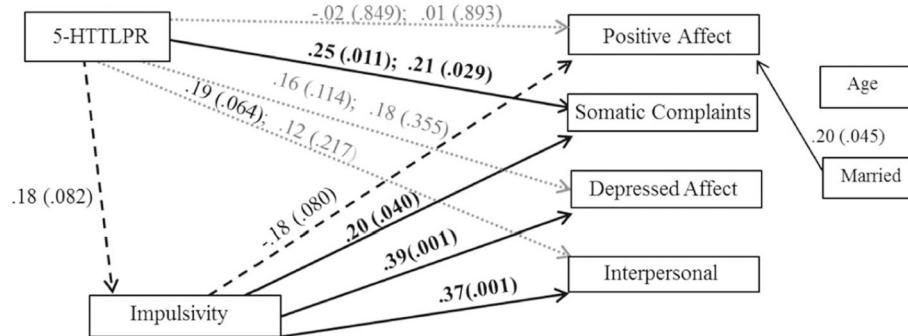 -.02 (.849); .01 (.893)
5-HTTLPR
Positive Affect
.25 (.011); .21 (.029)
Age
.16 (.114); .18 (.355)
.19 (.064); .12 (.217)
Somatic Complaints
.20 (.045)
Depressed Affect
Married
.18 (.082)
-.18 (.080)
.20 (.040)
.39(.001)
Interpersonal
.37(.001)
Impulsivity